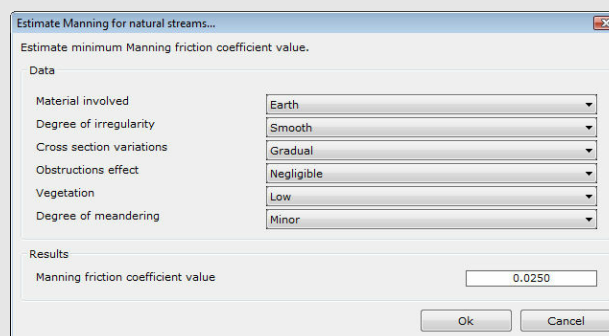 Estimate Manning for natural streams...
Estimate minimum Manning friction coefficient value.
Data
Material involved Earth
Degree of irregularity Smooth
Cross section variations Gradual
Obstructions effect Negligible
Vegetation Low
Degree of meandering Minor
Results
Manning friction coefficient value 0.0250
Ok Cancel